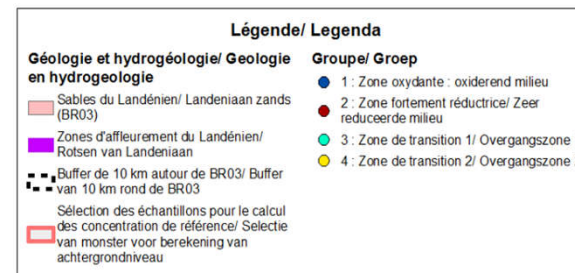 Légende/ Legenda
Géologie et hydrogéologie/ Geologie
en hydrogeologie
Sables du Landénien/ Landeniaan zands
(BR03)
Zones d'affleurement du Landénien/
Rotsen van Landeniaan
Buffer de 10 km autour de BR03/ Buffer
van 10 km rond de BR03
Sélection des échantillons pour le calcul
des concentration de référence/ Selectie
van monster voor berekening van
achtergrondniveau
Groupe/ Groep
1 : Zone oxydante : oxiderend milieu
2 : Zone fortement réductrice/ Zeer
reduceerde milieu
3 : Zone de transition 1/ Overgangszone
4 : Zone de transition 2/ Overgangszone